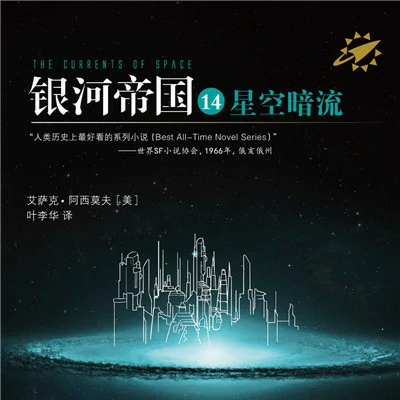 THE CURRENTS OF SPACE
银河帝国 14 星空暗流
“人类历史上最好看的系列小说（Best All-Time Novel Series）”
——世界SF小说协会，1966年，俄亥俄州
艾萨克·阿西莫夫［美］
叶李华 译